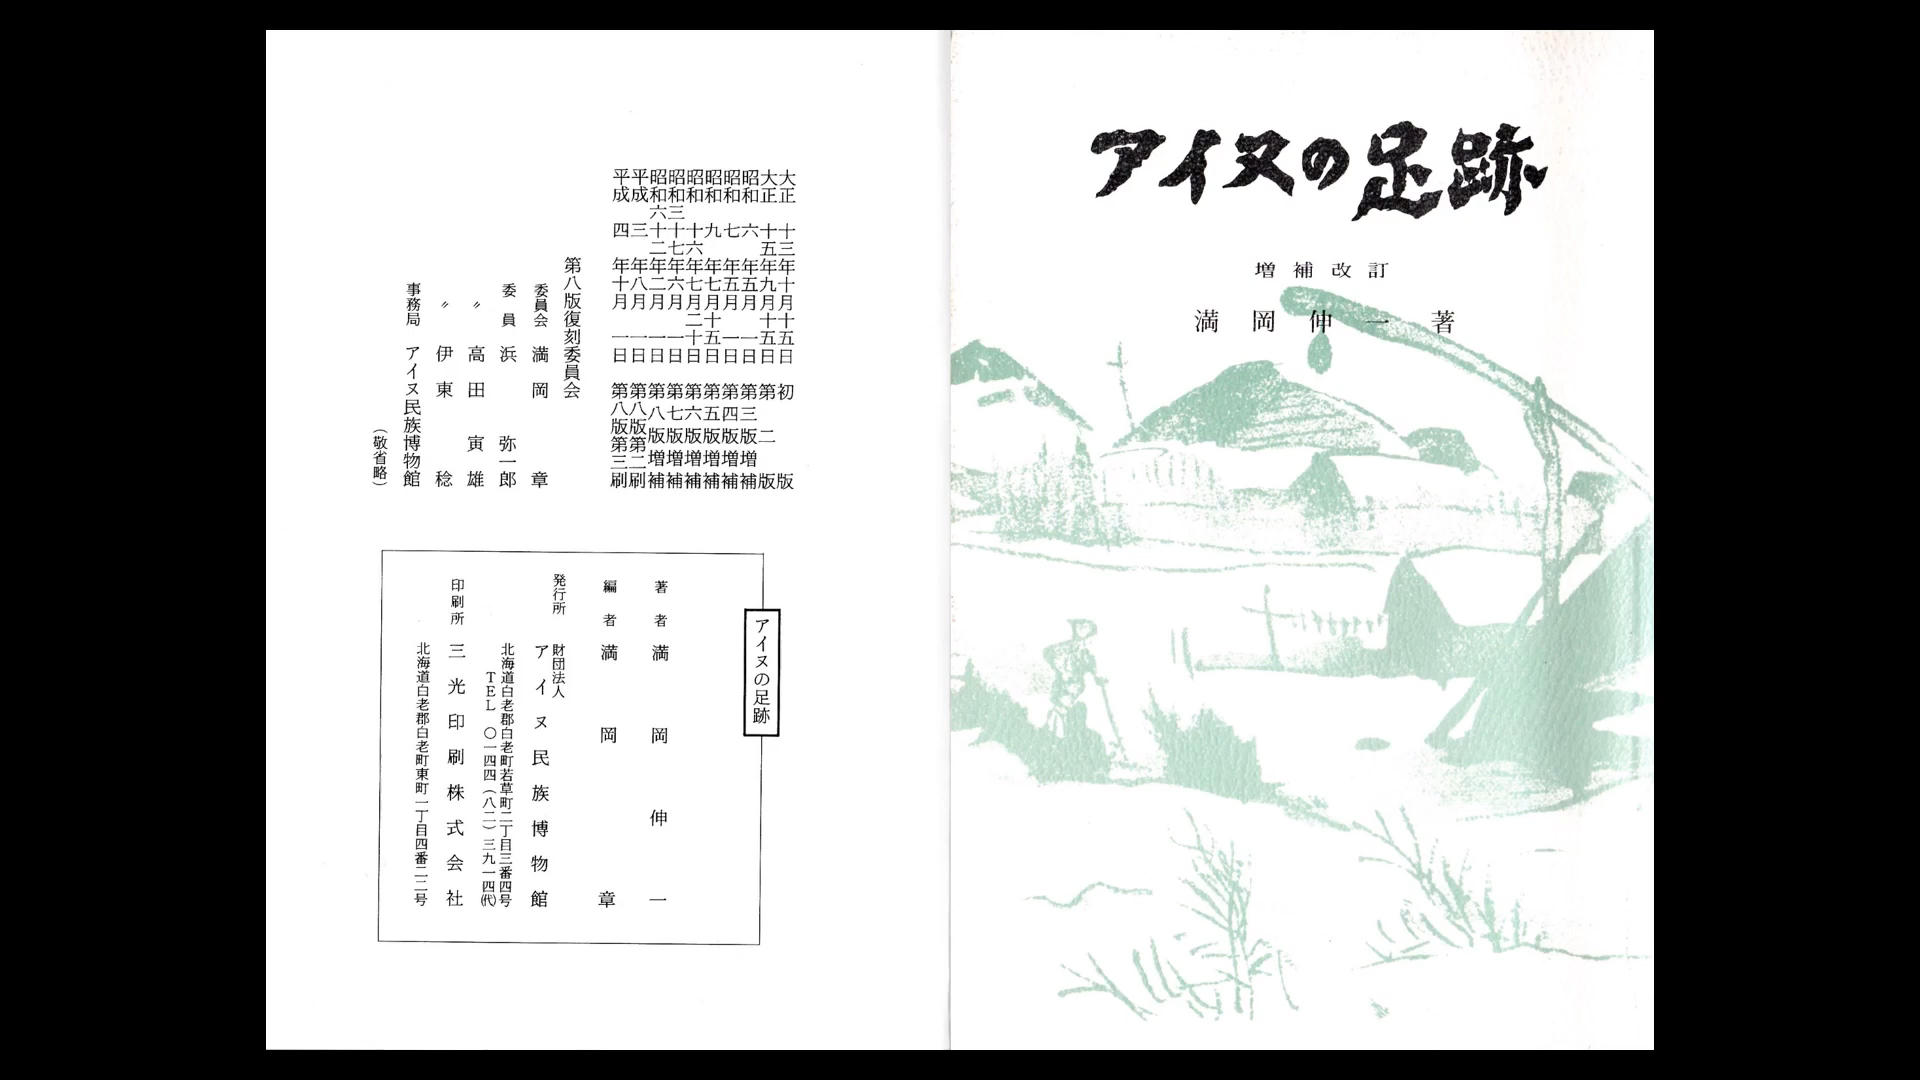 アイヌの足跡
増補改訂
満岡伸一著
大正十三年十月十五日 初版
大正十五年九月十五日 第二版
昭和六年五月一日 第三版増補
昭和七年五月一日 第四版増補
昭和九年七月十五日 第五版増補
昭和十六年七月二十日 第六版増補
昭和三十七年六月一日 第七版増補
昭和六十二年二月一日 第八版増補
平成三年八月一日 第八版第二刷
平成四年十月一日 第八版第三刷
第八版復刻委員会
委員会 満岡章
委員 浜弥一郎
〃 高田寅雄
〃 伊東稔
事務局 アイヌ民族博物館
（敬省略）
アイヌの足跡
著者 満岡伸一
編者 満岡章
発行所 財団法人
アイヌ民族博物館
北海道白老郡白老町若草町二丁目三番四号
TEL 〇一四四（八二）三九一四㈹
印刷所 三光印刷株式会社
北海道白老郡白老町東町一丁目四番二二号